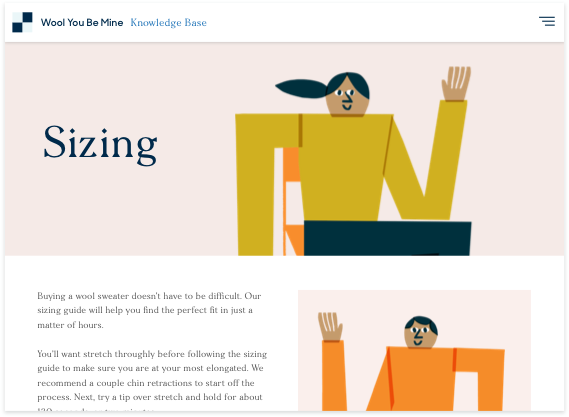 Wool You Be Mine Knowledge Base
Sizing
Buying a wool sweater doesn't have to be difficult. Our
sizing guide will help you find the perfect fit in just a
matter of hours.
You'll want stretch throughly before following the sizing
guide to make sure you are at your most elongated. We
recommend a couple chin retractions to start off the
process. Next, try a tip over stretch and hold for about